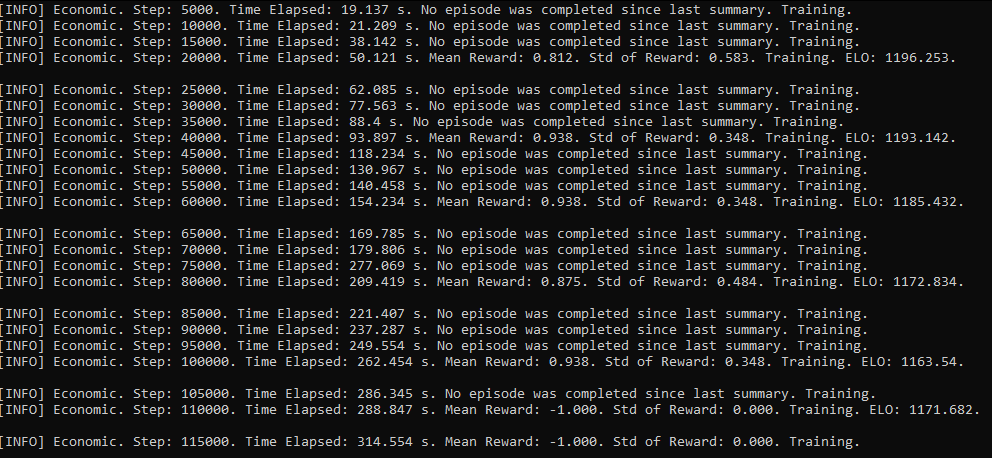 [INFO] Economic. Step: 5000. Time Elapsed: 19.137 s. No episode was completed since last summary. Training.
[INFO] Economic. Step: 10000. Time Elapsed: 21.209 s. No episode was completed since last summary. Training.
[INFO] Economic. Step: 15000. Time Elapsed: 38.142 s. No episode was completed since last summary. Training.
[INFO] Economic. Step: 20000. Time Elapsed: 50.121 s. Mean Reward: 0.812. Std of Reward: 0.583. Training. ELO: 1196.253.
[INFO] Economic. Step: 25000. Time Elapsed: 62.085 s. No episode was completed since last summary. Training.
[INFO] Economic. Step: 30000. Time Elapsed: 77.563 s. No episode was completed since last summary. Training.
[INFO] Economic. Step: 35000. Time Elapsed: 88.4 s. No episode was completed since last summary. Training.
[INFO] Economic. Step: 40000. Time Elapsed: 93.897 s. Mean Reward: 0.938. Std of Reward: 0.348. Training. ELO: 1193.142.
[INFO] Economic. Step: 45000. Time Elapsed: 118.234 s. No episode was completed since last summary. Training.
[INFO] Economic. Step: 50000. Time Elapsed: 130.967 s. No episode was completed since last summary. Training.
[INFO] Economic. Step: 55000. Time Elapsed: 140.458 s. No episode was completed since last summary. Training.
[INFO] Economic. Step: 60000. Time Elapsed: 154.234 s. Mean Reward: 0.938. Std of Reward: 0.348. Training. ELO: 1185.432.
[INFO] Economic. Step: 65000. Time Elapsed: 169.785 s. No episode was completed since last summary. Training.
[INFO] Economic. Step: 70000. Time Elapsed: 179.806 s. No episode was completed since last summary. Training.
[INFO] Economic. Step: 75000. Time Elapsed: 277.069 s. No episode was completed since last summary. Training.
[INFO] Economic. Step: 80000. Time Elapsed: 209.419 s. Mean Reward: 0.875. Std of Reward: 0.484. Training. ELO: 1172.834.
[INFO] Economic. Step: 85000. Time Elapsed: 221.407 s. No episode was completed since last summary. Training.
[INFO] Economic. Step: 90000. Time Elapsed: 237.287 s. No episode was completed since last summary. Training.
[INFO] Economic. Step: 95000. Time Elapsed: 249.554 s. No episode was completed since last summary. Training.
[INFO] Economic. Step: 100000. Time Elapsed: 262.454 s. Mean Reward: 0.938. Std of Reward: 0.348. Training. ELO: 1163.54.
[INFO] Economic. Step: 105000. Time Elapsed: 286.345 s. No episode was completed since last summary. Training.
[INFO] Economic. Step: 110000. Time Elapsed: 288.847 s. Mean Reward: -1.000. Std of Reward: 0.000. Training. ELO: 1171.682.
[INFO] Economic. Step: 115000. Time Elapsed: 314.554 s. Mean Reward: -1.000. Std of Reward: 0.000. Training.